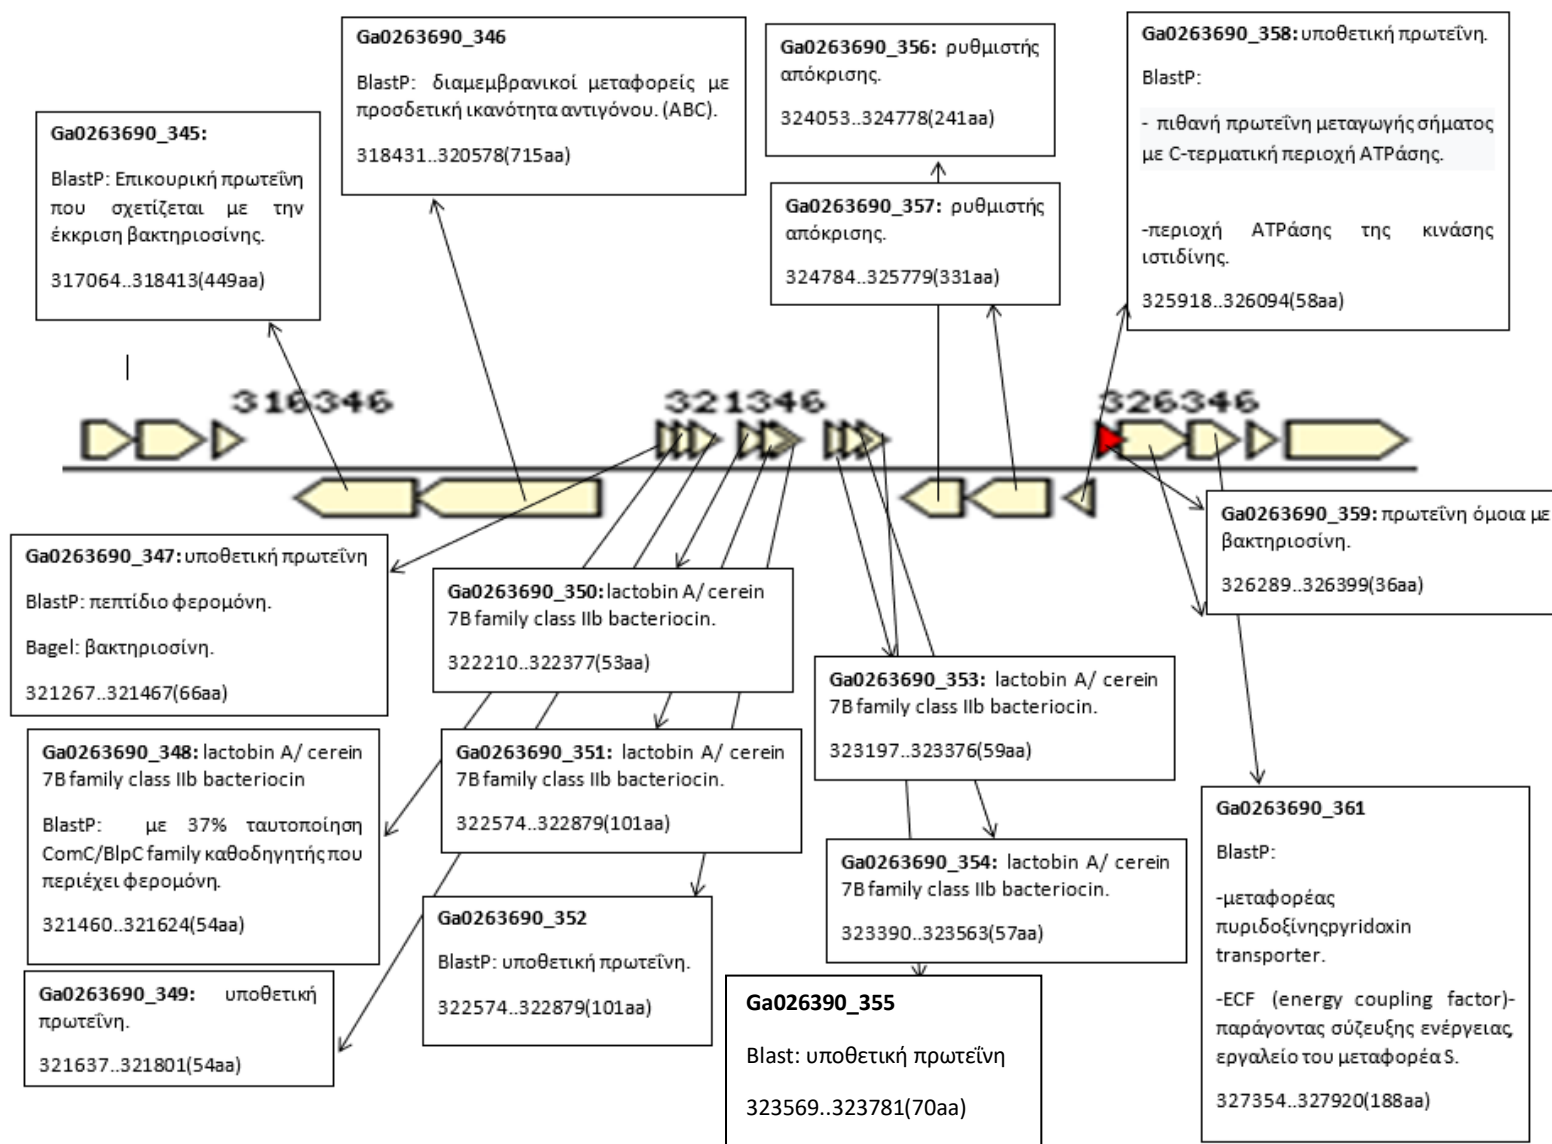 Ga0263690_345:
BlastP: Επικουρική πρωτεΐνη
που σχετίζεται με την
έκκριση βακτηριοσίνης.
317064..318413(449aa)
Ga0263690_346
BlastP: διαμεμβρανικοί μεταφορείς με
προσδετική ικανότητα αντιγόνου. (ABC).
318431..320578(715aa)
Ga0263690_356: ρυθμιστής
απόκρισης.
324053..324778(241aa)
Ga0263690_357: ρυθμιστής
απόκρισης.
324784..325779(331aa)
Ga0263690_358: υποθετική πρωτεΐνη.
BlastP:
- πιθανή πρωτεΐνη μεταγωγής σήματος
με C-τερματική περιοχή ATPάσης.
-περιοχή ATPάσης της κινάσης
ιστιδίνης.
325918..326094(58aa)
316346
321346
326346
Ga0263690_347: υποθετική πρωτεΐνη
BlastP: πεπτίδιο φερομόνη.
Bagel: βακτηριοσίνη.
321267..321467(66aa)
Ga0263690_348: lactobin A/ cerein
7B family class IIb bacteriocin
BlastP: με 37% ταυτοποίηση
ComC/BlpC family καθοδηγητής που
περιέχει φερομόνη.
321460..321624(54aa)
Ga0263690_349: υποθετική
πρωτεΐνη.
321637..321801(54aa)
Ga0263690_350: lactobin A/ cerein
7B family class IIb bacteriocin.
322210..322377(53aa)
Ga0263690_351: lactobin A/ cerein
7B family class IIb bacteriocin.
322574..322879(101aa)
Ga0263690_352
BlastP: υποθετική πρωτεΐνη.
322574..322879(101aa)
Ga0263690_353: lactobin A/ cerein
7B family class IIb bacteriocin.
323197..323376(59aa)
Ga0263690_354: lactobin A/ cerein
7B family class IIb bacteriocin.
323390..323563(57aa)
Ga026390_355
Blast: υποθετική πρωτεΐνη
323569..323781(70aa)
Ga0263690_359: πρωτεΐνη όμοια με
βακτηριοσίνη.
326289..326399(36aa)
Ga0263690_361
BlastP:
-μεταφορέας
πυριδοξίνηςpyridoxin
transporter.
-ECF (energy coupling factor)-
παράγοντας σύζευξης ενέργειας,
εργαλείο του μεταφορέα S.
327354..327920(188aa)